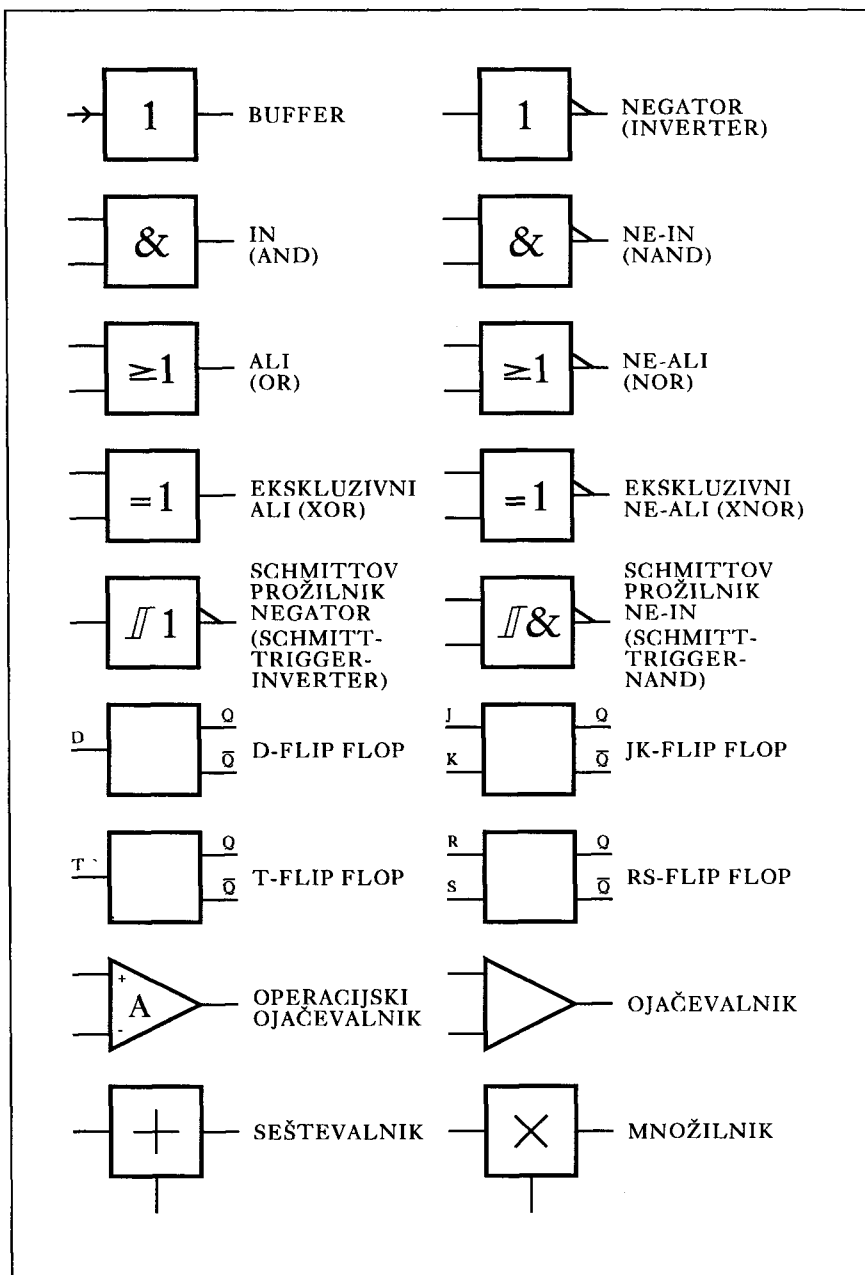 1
BUFFER
1
NEGATOR
(INVERTER)
&
IN
(AND)
&
NE-IN
(NAND)
≥1
ALI
(OR)
≥1
NE-ALI
(NOR)
=1
EKSKLUZIVNI
ALI (XOR)
=1
EKSKLUZIVNI
NE-ALI (XNOR)
1
SCHMITTOV
PROŽILNIK
NEGATOR
(SCHMITT-
TRIGGER-
INVERTER)
&
SCHMITTOV
PROŽILNIK
NE-IN
(SCHMITT-
TRIGGER-
NAND)
D
Q
Q̅
D-FLIP FLOP
J
K
Q
Q̅
JK-FLIP FLOP
T
Q
Q̅
T-FLIP FLOP
R
S
Q
Q̅
RS-FLIP FLOP
+
A
-
OPERACIJSKI
OJAČEVALNIK
OJAČEVALNIK
+
SEŠTEVALNIK
×
MNOŽILNIK